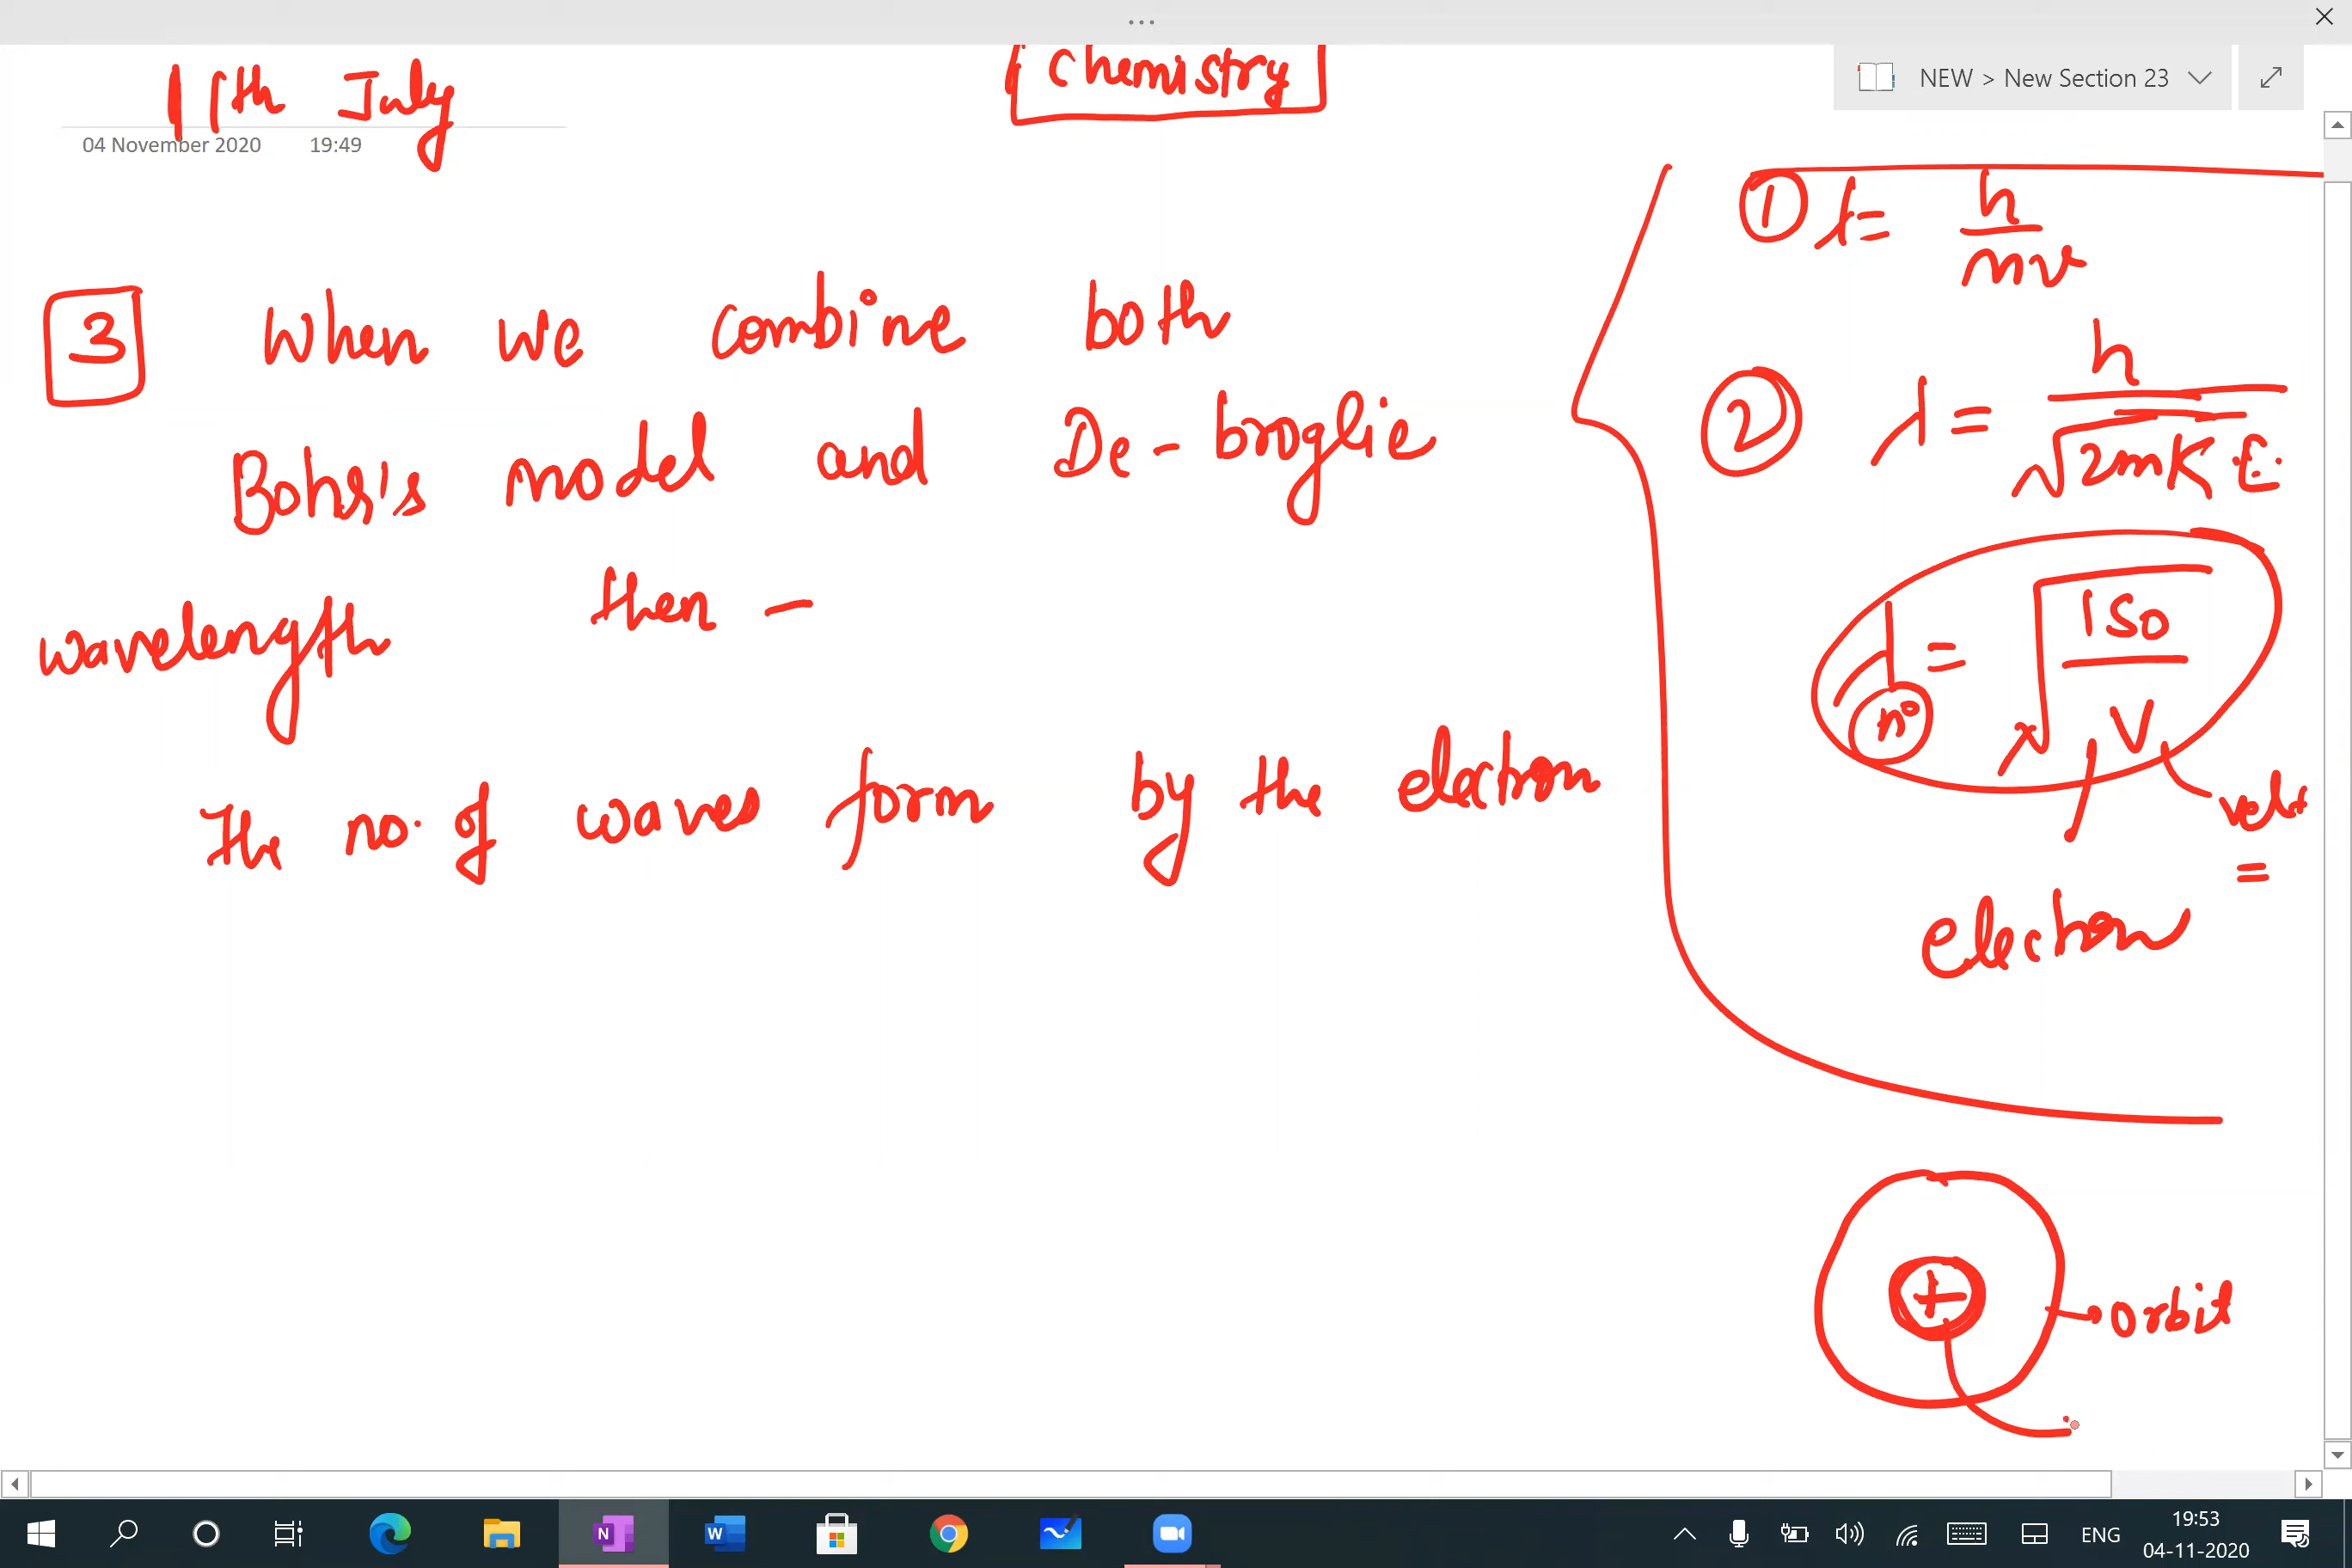 NEW > New Section 23
11th July
Chemistry
04 November 2020 19:49
3 When we combine both
Bohr's model and De-broglie
wavelength then -
The no. of waves form by the electron
① λ = h
mv
② λ = h
√2mK.E.
λ = √150
V
volt
=
electron
+
orbit
ENG
19:53
04-11-2020